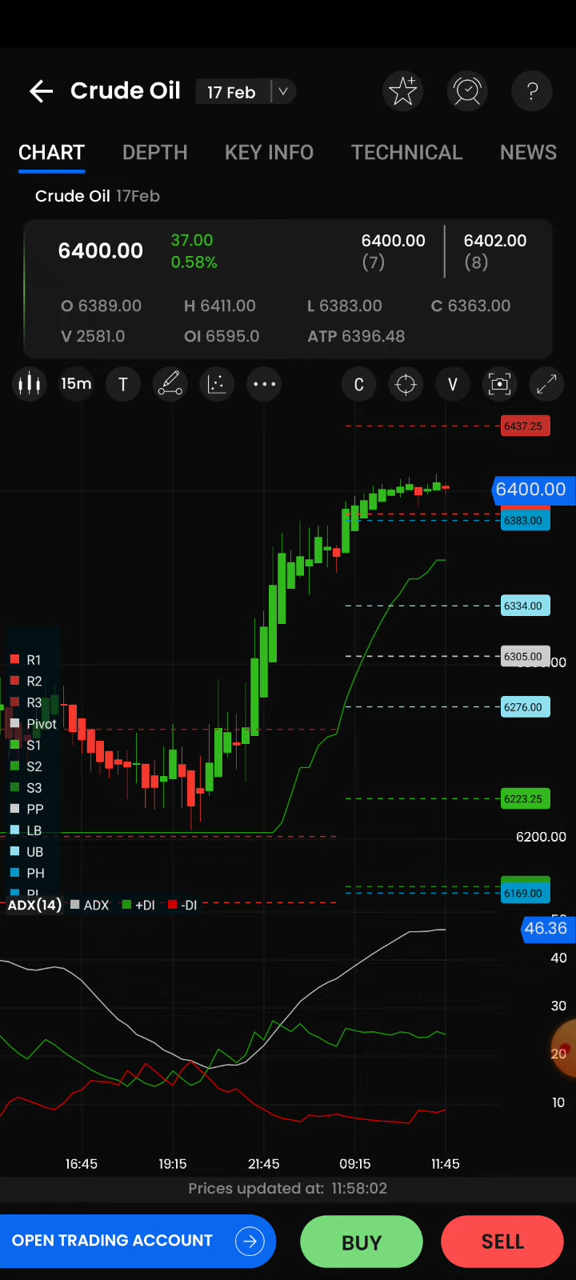 Crude Oil 17 Feb
?
CHART DEPTH KEY INFO TECHNICAL NEWS
Crude Oil 17Feb
6400.00 37.00 0.58% 6400.00 (7) 6402.00 (8)
O 6389.00 H 6411.00 L 6383.00 C 6363.00
V 2581.0 OI 6595.0 ATP 6396.48
15m T C V
6437.25
6400.00
6383.00
6334.00
6305.00
6276.00
6223.25
6200.00
6169.00
R1
R2
R3
Pivot
S1
S2
S3
PP
LB
UB
PH
ADX(14) ADX +DI -DI
46.36
40
30
20
10
16:45 19:15 21:45 09:15 11:45
Prices updated at: 11:58:02
OPEN TRADING ACCOUNT BUY SELL